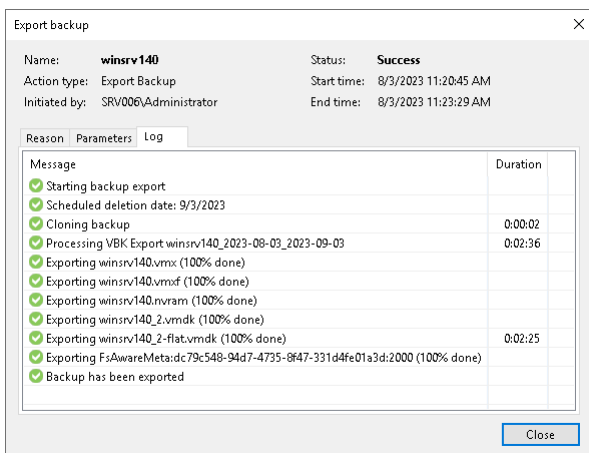 Export backup
Name: winsrv140 Status: Success
Action type: Export Backup Start time: 8/3/2023 11:20:45 AM
Initiated by: SRV006\Administrator End time: 8/3/2023 11:23:29 AM
Reason Parameters Log
Message Duration
Starting backup export
Scheduled deletion date: 9/3/2023
Cloning backup 0:00:02
Processing VBK Export winsrv140_2023-08-03_2023-09-03 0:02:36
Exporting winsrv140.vmx (100% done)
Exporting winsrv140.vmxf (100% done)
Exporting winsrv140.nvram (100% done)
Exporting winsrv140_2.vmdk (100% done)
Exporting winsrv140_2-flat.vmdk (100% done) 0:02:25
Exporting FsAwareMeta:dc79c548-94d7-4735-8f47-331d4fe01a3d:2000 (100% done)
Backup has been exported
Close